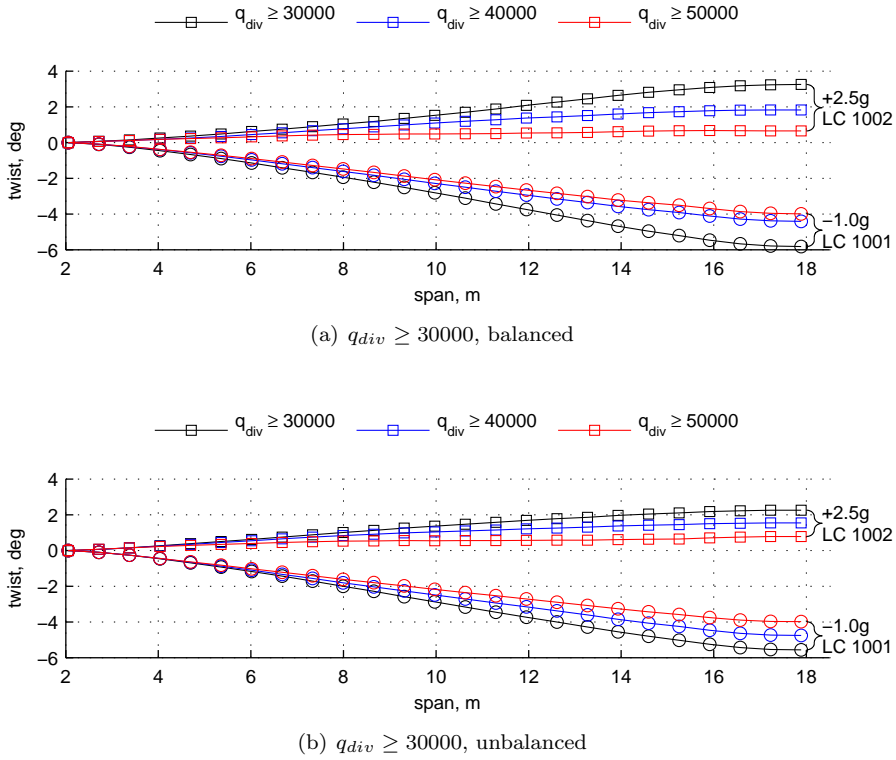 q_div ≥ 30000 q_div ≥ 40000 q_div ≥ 50000
4
2
0
−2
−4
−6
twist, deg
+2.5g
LC 1002
−1.0g
LC 1001
2 4 6 8 10 12 14 16 18
span, m
(a) q_div ≥ 30000, balanced
q_div ≥ 30000 q_div ≥ 40000 q_div ≥ 50000
4
2
0
−2
−4
−6
twist, deg
+2.5g
LC 1002
−1.0g
LC 1001
2 4 6 8 10 12 14 16 18
span, m
(b) q_div ≥ 30000, unbalanced